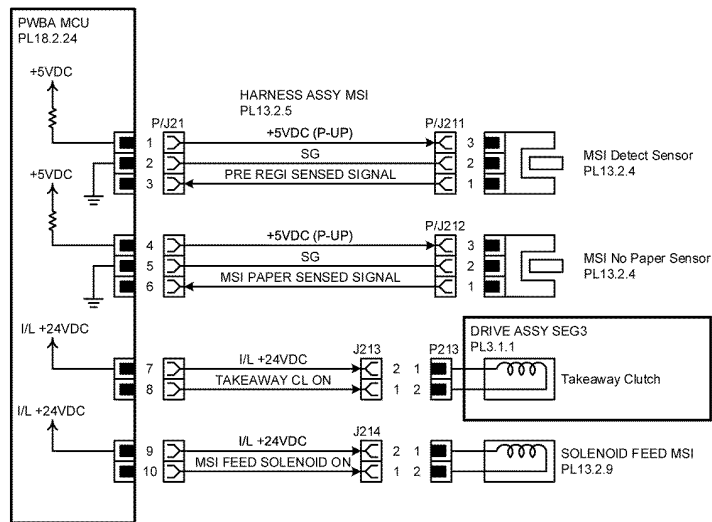 PWBA MCU
PL18.2.24
+5VDC
HARNESS ASSY MSI
PL13.2.5
P/J21
P/J211
1 +5VDC (P-UP) 3
2 SG 2
3 PRE REGI SENSED SIGNAL 1
MSI Detect Sensor
PL13.2.4
+5VDC
P/J212
4 +5VDC (P-UP) 3
5 SG 2
6 MSI PAPER SENSED SIGNAL 1
MSI No Paper Sensor
PL13.2.4
I/L +24VDC
DRIVE ASSY SEG3
PL3.1.1
J213 P213
7 I/L +24VDC 2 1
8 TAKEAWAY CL ON 1 2
Takeaway Clutch
I/L +24VDC
J214
9 I/L +24VDC 2 1
10 MSI FEED SOLENOID ON 1 2
SOLENOID FEED MSI
PL13.2.9